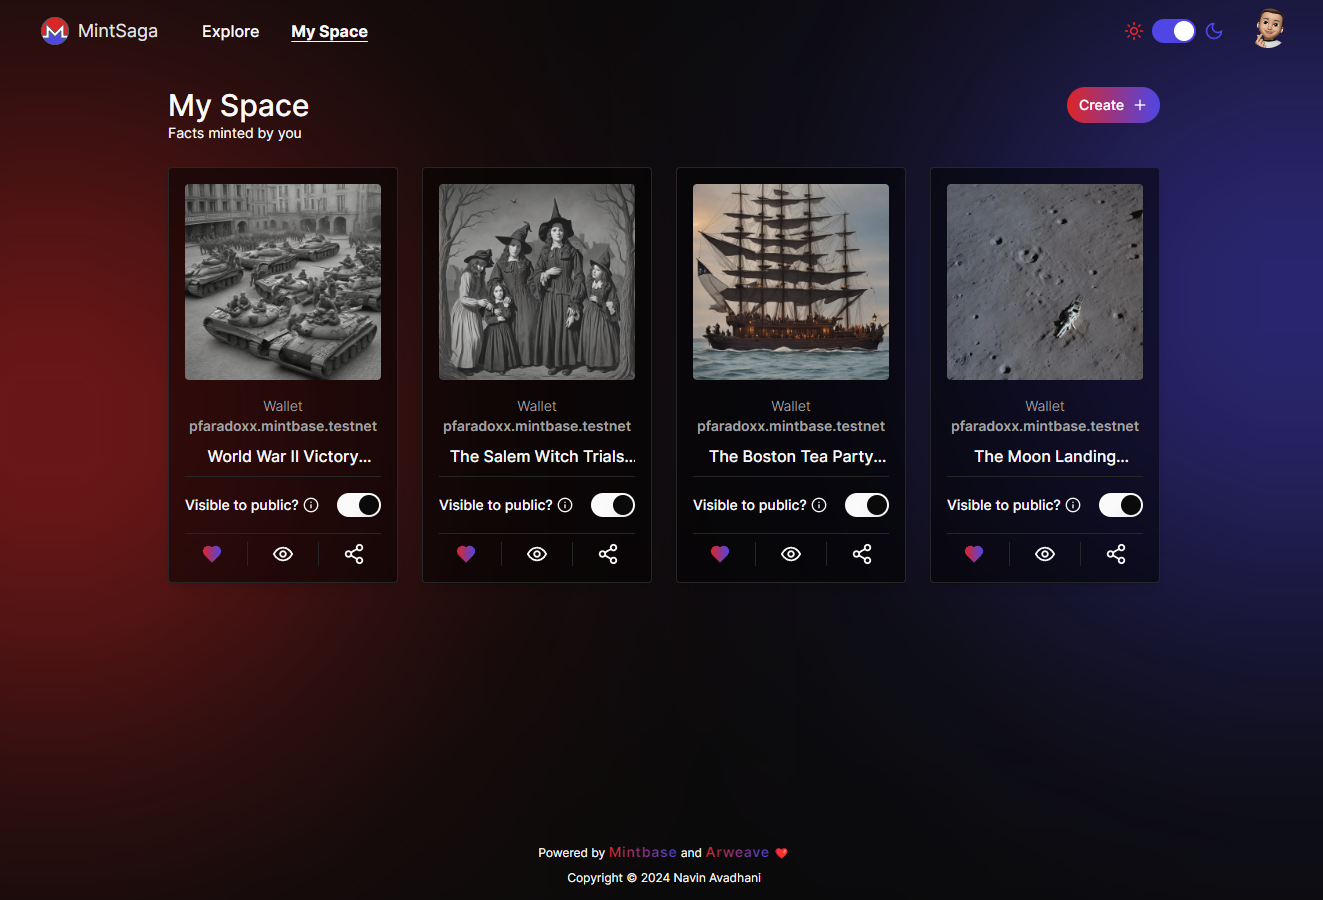 MintSaga
Explore
My Space
My Space
Create
Facts minted by you
Wallet
pfaradoxx.mintbase.testnet
World War II Victory...
Visible to public?
Wallet
pfaradoxx.mintbase.testnet
The Salem Witch Trials...
Visible to public?
Wallet
pfaradoxx.mintbase.testnet
The Boston Tea Party...
Visible to public?
Wallet
pfaradoxx.mintbase.testnet
The Moon Landing...
Visible to public?
Powered by Mintbase and Arweave ❤️
Copyright © 2024 Navin Avadhani